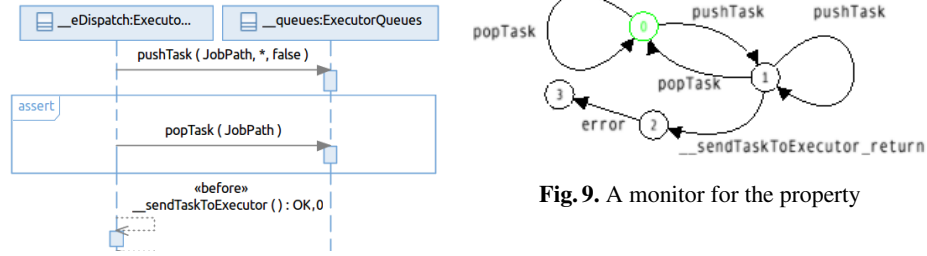 __eDispatch:Executo...
__queues:ExecutorQueues
pushTask ( JobPath, *, false )
assert
popTask ( JobPath )
«before»
__sendTaskToExecutor ( ) : OK,0
popTask
0
pushTask
pushTask
popTask
1
3
error
2
__sendTaskToExecutor_return
Fig. 9. A monitor for the property